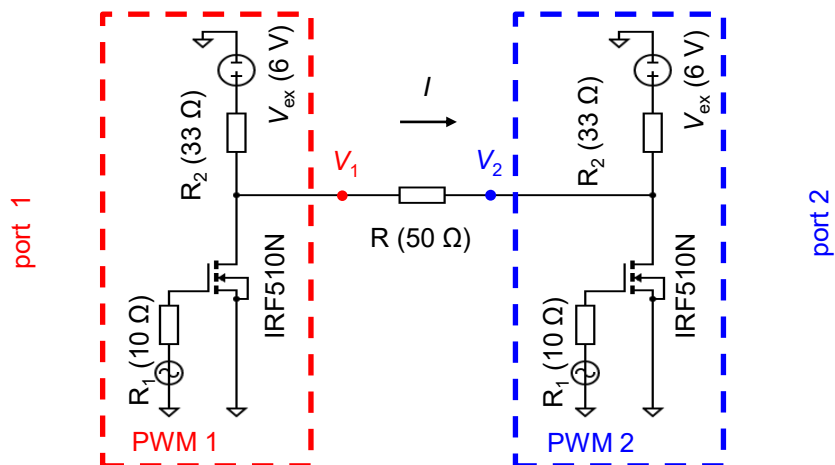 port 1
V_ex (6 V)
R_2 (33 Ω)
IRF510N
R_1 (10 Ω)
PWM 1
I
V_1
V_2
R (50 Ω)
V_ex (6 V)
R_2 (33 Ω)
IRF510N
R_1 (10 Ω)
PWM 2
port 2